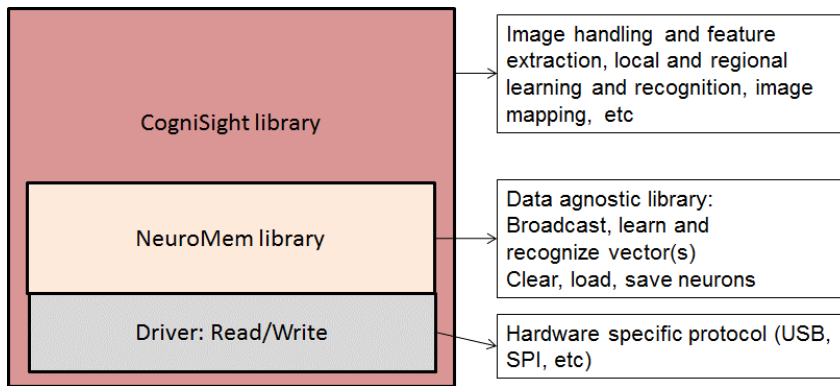 CogniSight library
Image handling and feature
extraction, local and regional
learning and recognition, image
mapping, etc
NeuroMem library
Data agnostic library:
Broadcast, learn and
recognize vector(s)
Clear, load, save neurons
Driver: Read/Write
Hardware specific protocol (USB,
SPI, etc)